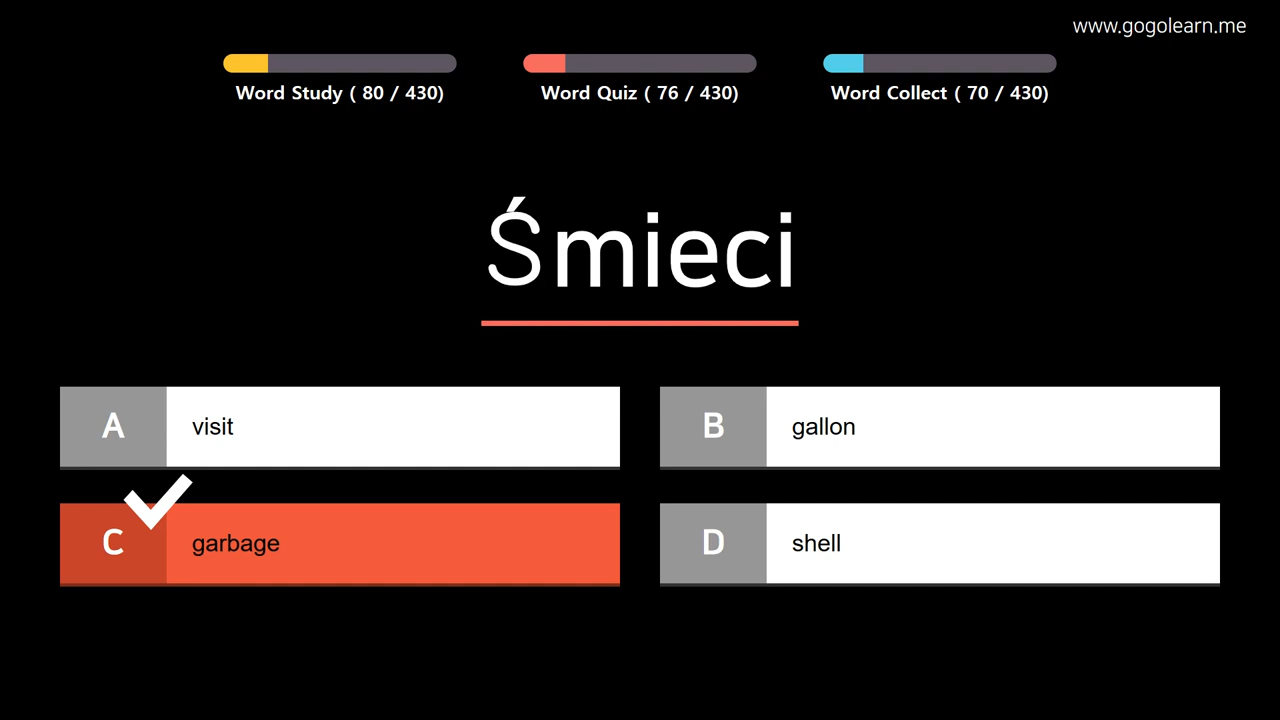 www.gogolearn.me
Word Study ( 80 / 430)
Word Quiz ( 76 / 430)
Word Collect ( 70 / 430)
Śmieci
A visit
B gallon
C garbage
D shell